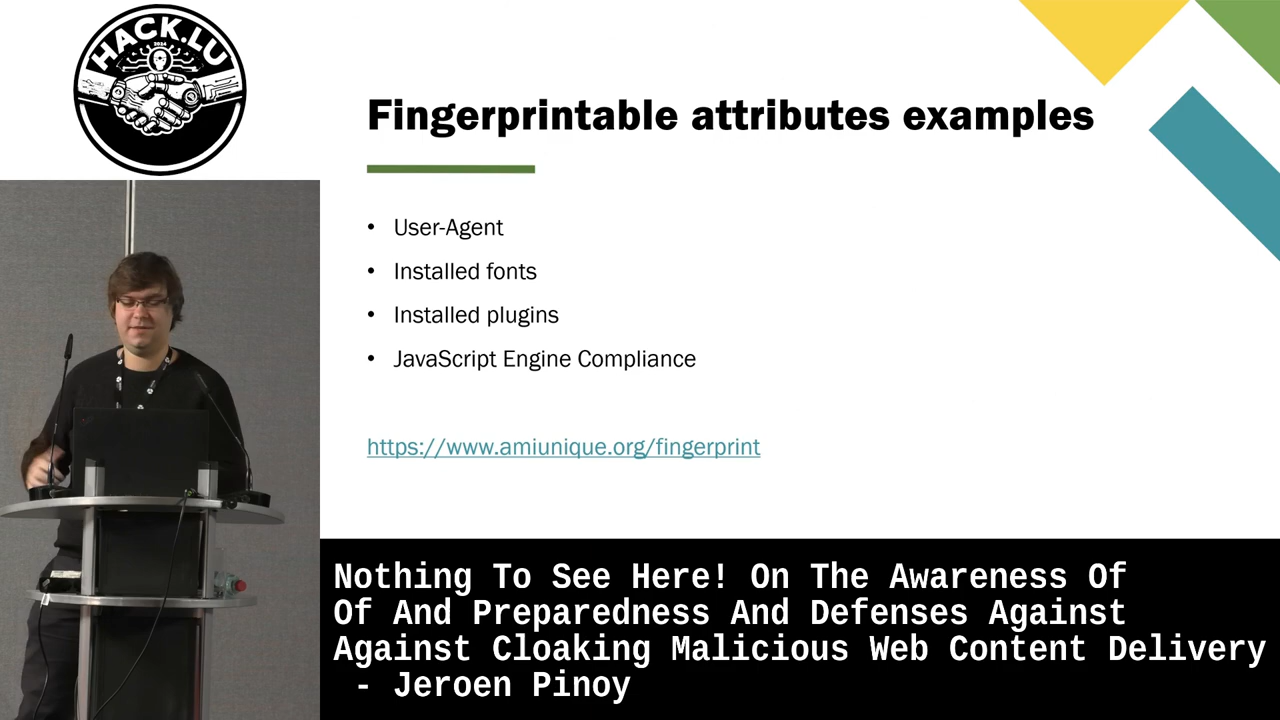 HACK.LU
2024
Fingerprintable attributes examples
• User-Agent
• Installed fonts
• Installed plugins
• JavaScript Engine Compliance
https://www.amiunique.org/fingerprint
Nothing To See Here! On The Awareness Of
Of And Preparedness And Defenses Against
Against Cloaking Malicious Web Content Delivery
- Jeroen Pinoy